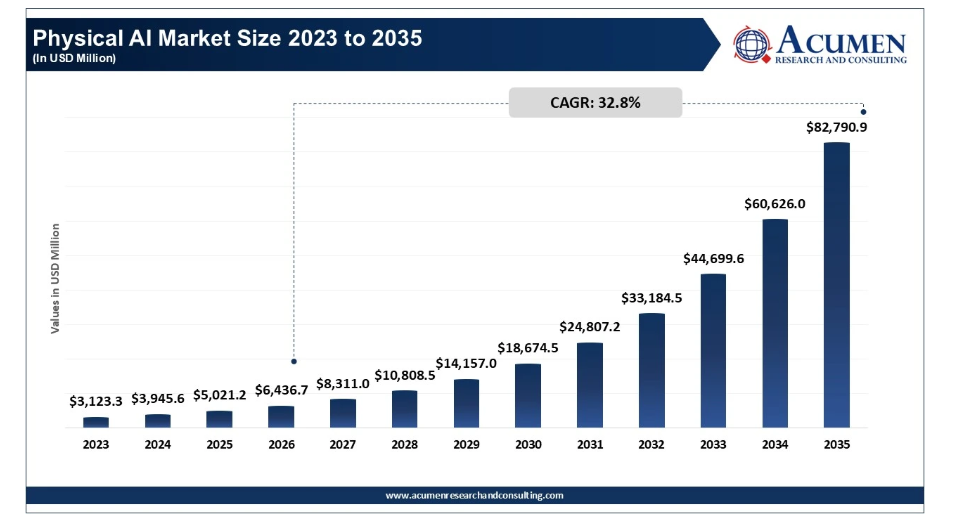 Physical AI Market Size 2023 to 2035
(In USD Million)
ACUMEN
RESEARCH AND CONSULTING
CAGR: 32.8%
Values in USD Million
$3,123.3
$3,945.6
$5,021.2
$6,436.7
$8,311.0
$10,808.5
$14,157.0
$18,674.5
$24,807.2
$33,184.5
$44,699.6
$60,626.0
$82,790.9
2023 2024 2025 2026 2027 2028 2029 2030 2031 2032 2033 2034 2035
www.acumenresearchandconsulting.com